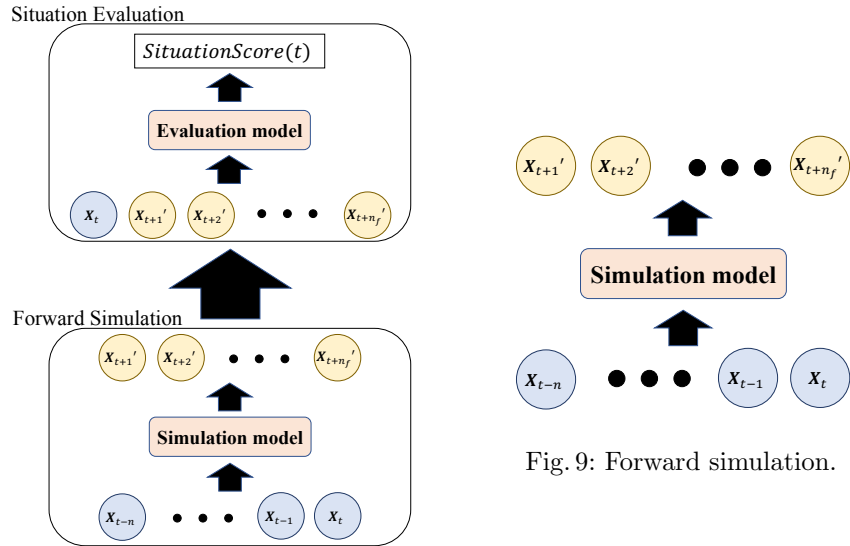 Situation Evaluation
SituationScore(t)
Evaluation model
X_t X_{t+1}' X_{t+2}' • • • X_{t+n_f}'
Forward Simulation
X_{t+1}' X_{t+2}' • • • X_{t+n_f}'
Simulation model
X_{t-n} • • • X_{t-1} X_t
X_{t+1}' X_{t+2}' ● ● ● X_{t+n_f}'
Simulation model
X_{t-n} ● ● ● X_{t-1} X_t
Fig. 9: Forward simulation.